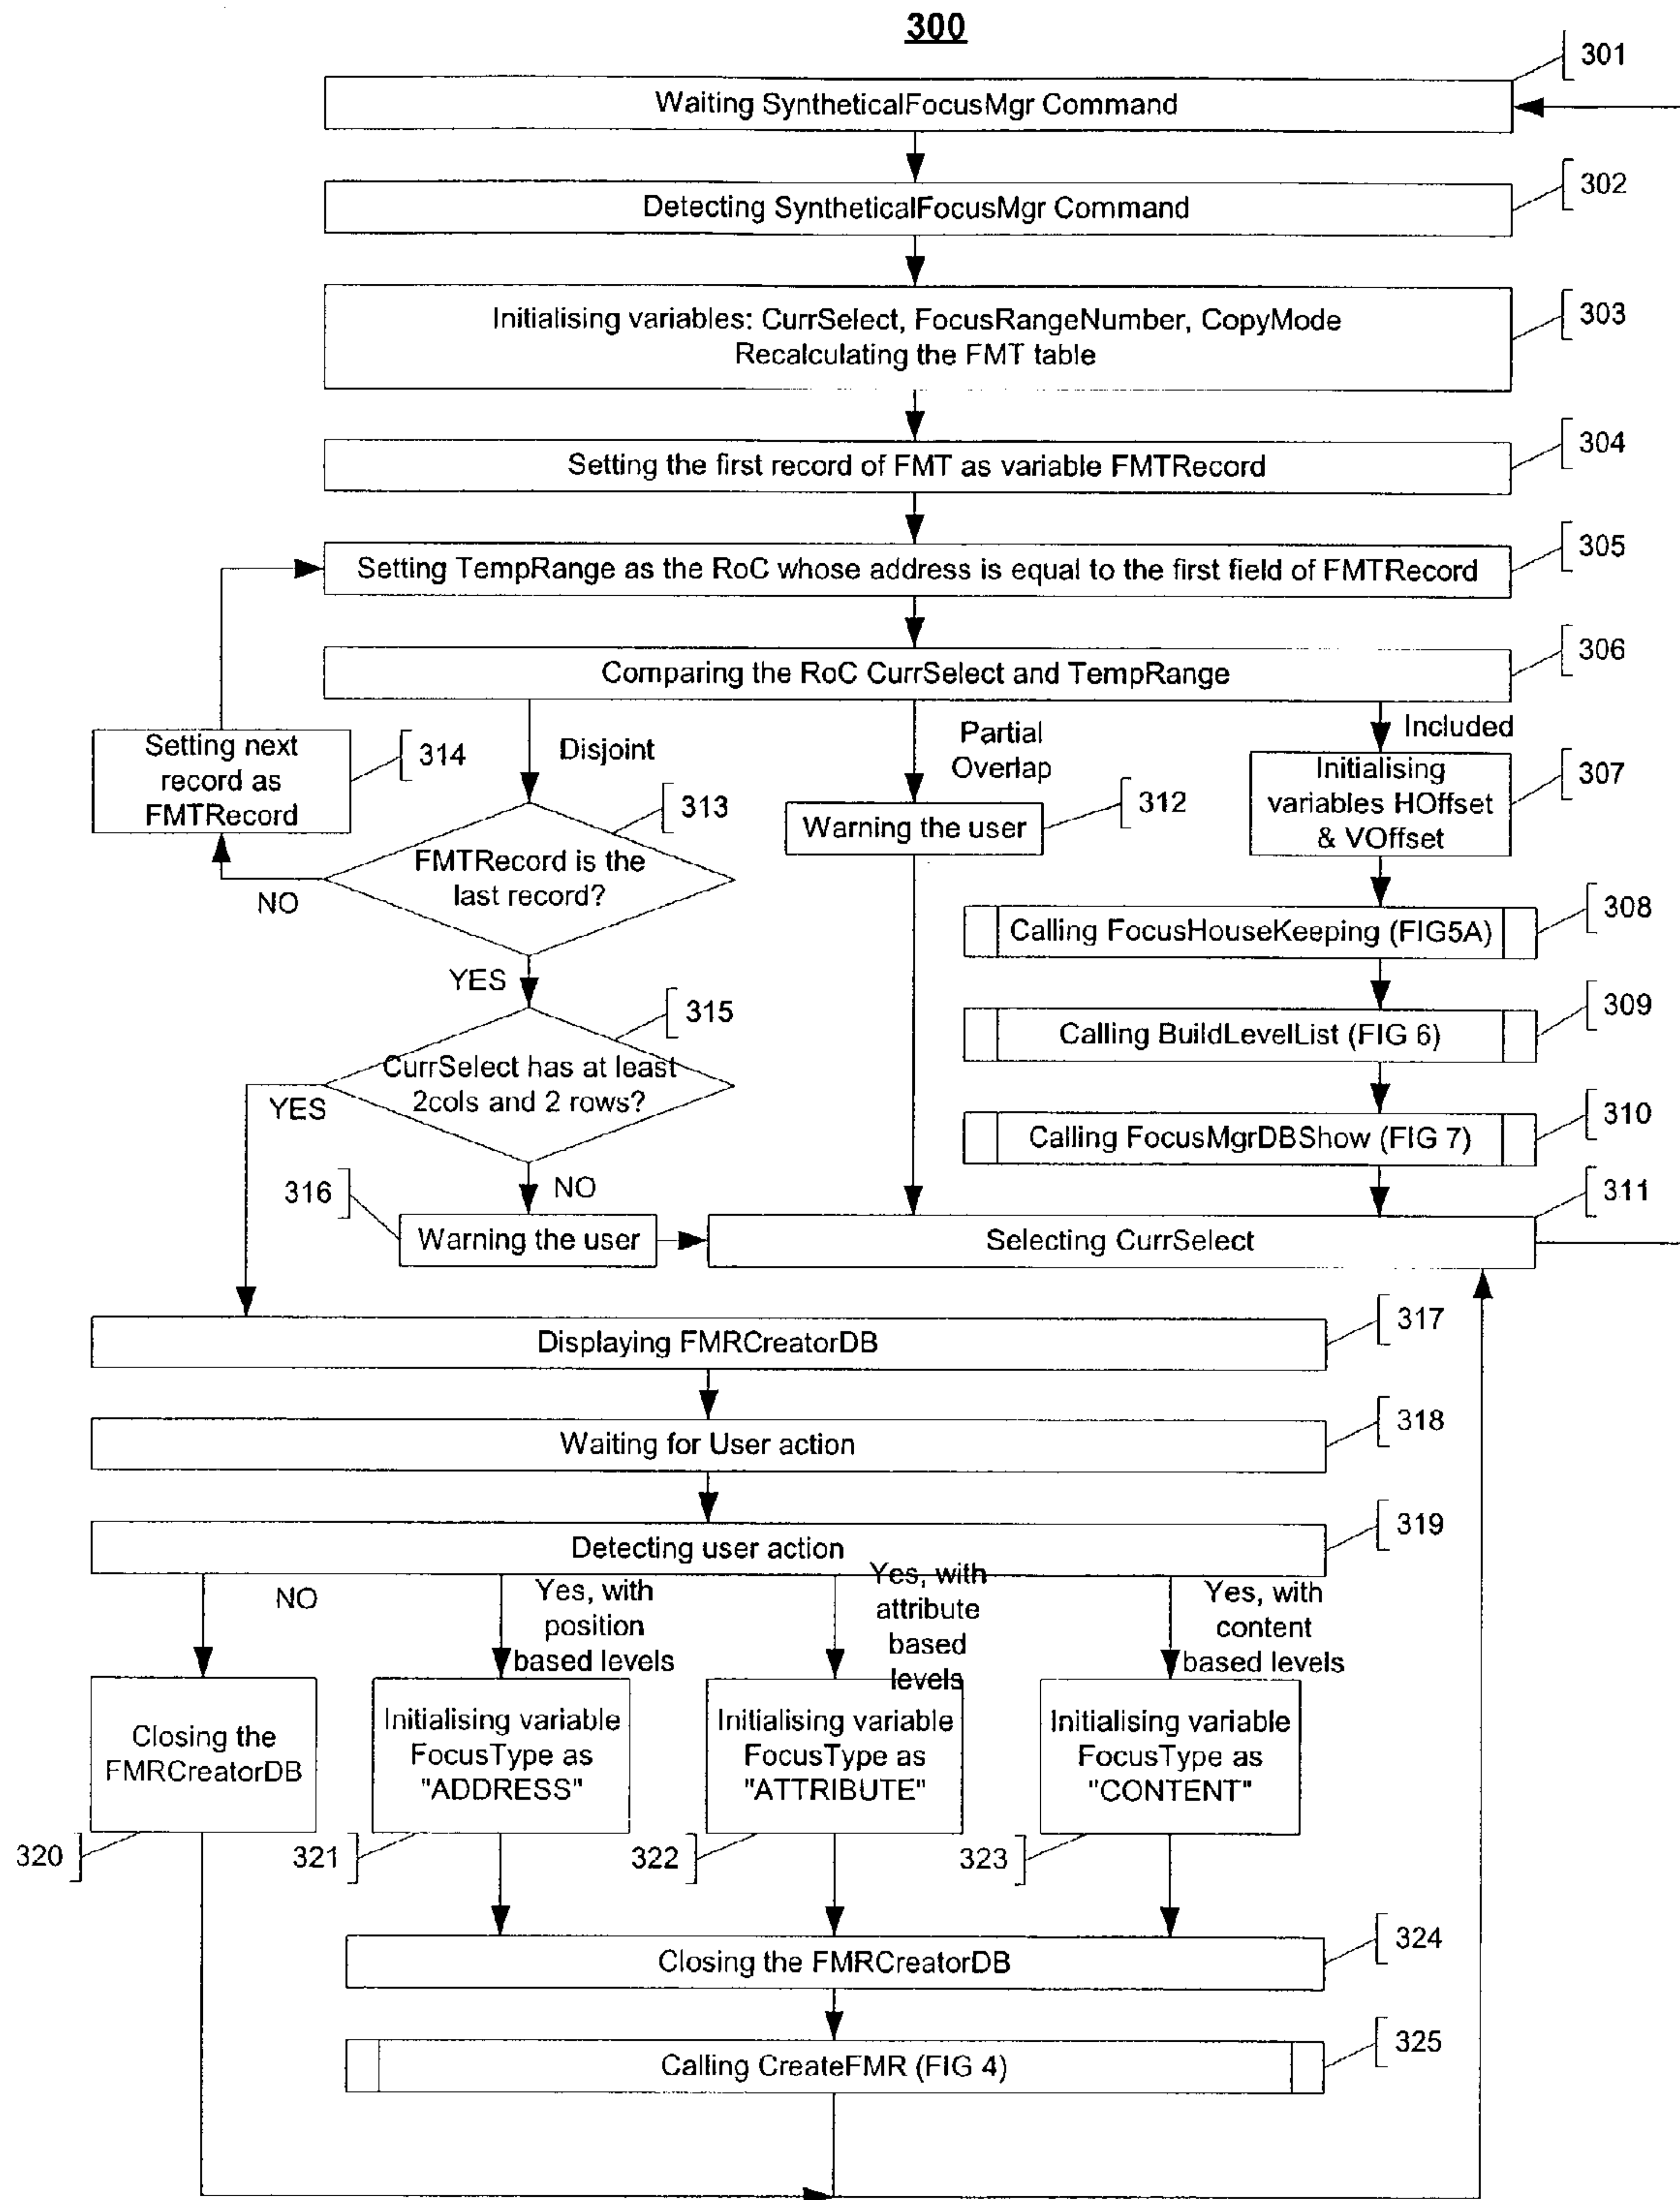 300
301
Waiting SyntheticalFocusMgr Command
302
Detecting SyntheticalFocusMgr Command
303
Initialising variables: CurrSelect, FocusRangeNumber, CopyMode
Recalculating the FMT table
304
Setting the first record of FMT as variable FMTRecord
305
Setting TempRange as the RoC whose address is equal to the first field of FMTRecord
306
Comparing the RoC CurrSelect and TempRange
Disjoint
Partial
Overlap
Included
Setting next
record as
FMTRecord
314
313
FMTRecord is the
last record?
NO
YES
Warning the user
312
Initialising
variables HOffset
& VOffset
307
Calling FocusHouseKeeping (FIG5A)
308
Calling BuildLevelList (FIG 6)
309
Calling FocusMgrDBShow (FIG 7)
310
315
CurrSelect has at least
2cols and 2 rows?
YES
NO
316
Warning the user
Selecting CurrSelect
311
Displaying FMRCreatorDB
317
Waiting for User action
318
Detecting user action
319
NO
Yes, with
position
based levels
Yes, with
attribute
based
levels
Yes, with
content
based levels
Closing the
FMRCreatorDB
320
Initialising variable
FocusType as
"ADDRESS"
321
Initialising variable
FocusType as
"ATTRIBUTE"
322
Initialising variable
FocusType as
"CONTENT"
323
Closing the FMRCreatorDB
324
Calling CreateFMR (FIG 4)
325